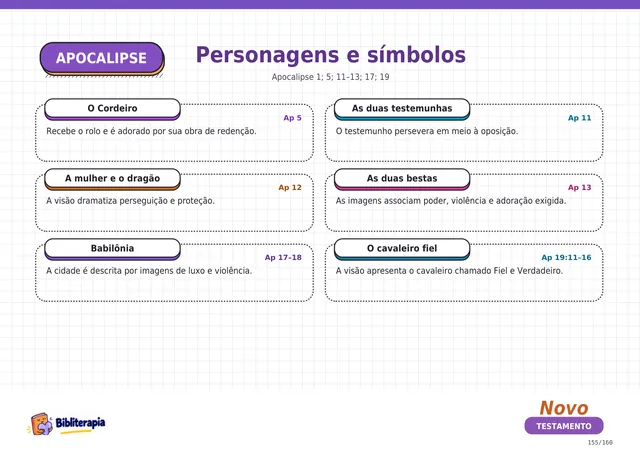 APOCALIPSE
Personagens e símbolos
Apocalipse 1; 5; 11–13; 17; 19
O Cordeiro
Ap 5
Recebe o rolo e é adorado por sua obra de redenção.
As duas testemunhas
Ap 11
O testemunho persevera em meio à oposição.
A mulher e o dragão
Ap 12
A visão dramatiza perseguição e proteção.
As duas bestas
Ap 13
As imagens associam poder, violência e adoração exigida.
Babilônia
Ap 17–18
A cidade é descrita por imagens de luxo e violência.
O cavaleiro fiel
Ap 19:11–16
A visão apresenta o cavaleiro chamado Fiel e Verdadeiro.
Bibliterapia
Novo
TESTAMENTO
155/160